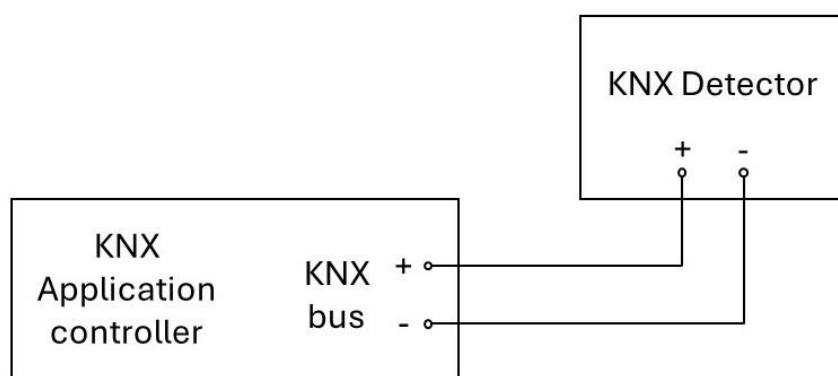 KNX Detector
+ -
KNX
Application
controller
KNX
bus
+
-